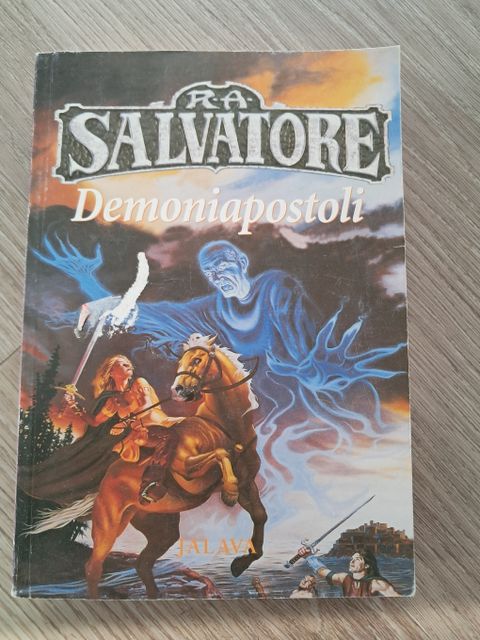 R.A.
SALVATORE
Demoniapostoli
JALAVA